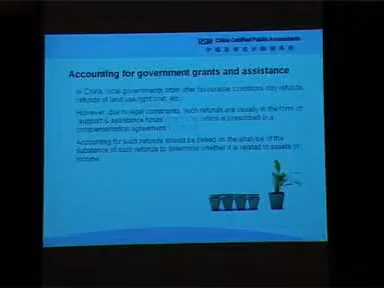 RSM China Certified Public Accountants
Accounting for government grants and assistance
In China, local governments often offer favourable conditions (tax refunds,
refunds of land use right cost, etc.)
However, due to legal constraints, such refunds are usually in the form of
"support & assistance funds" which is prescribed in a
complementation agreement
Accounting for such refunds should be based on the analysis of the
substance of such refunds to determine whether it is related to assets or
income.